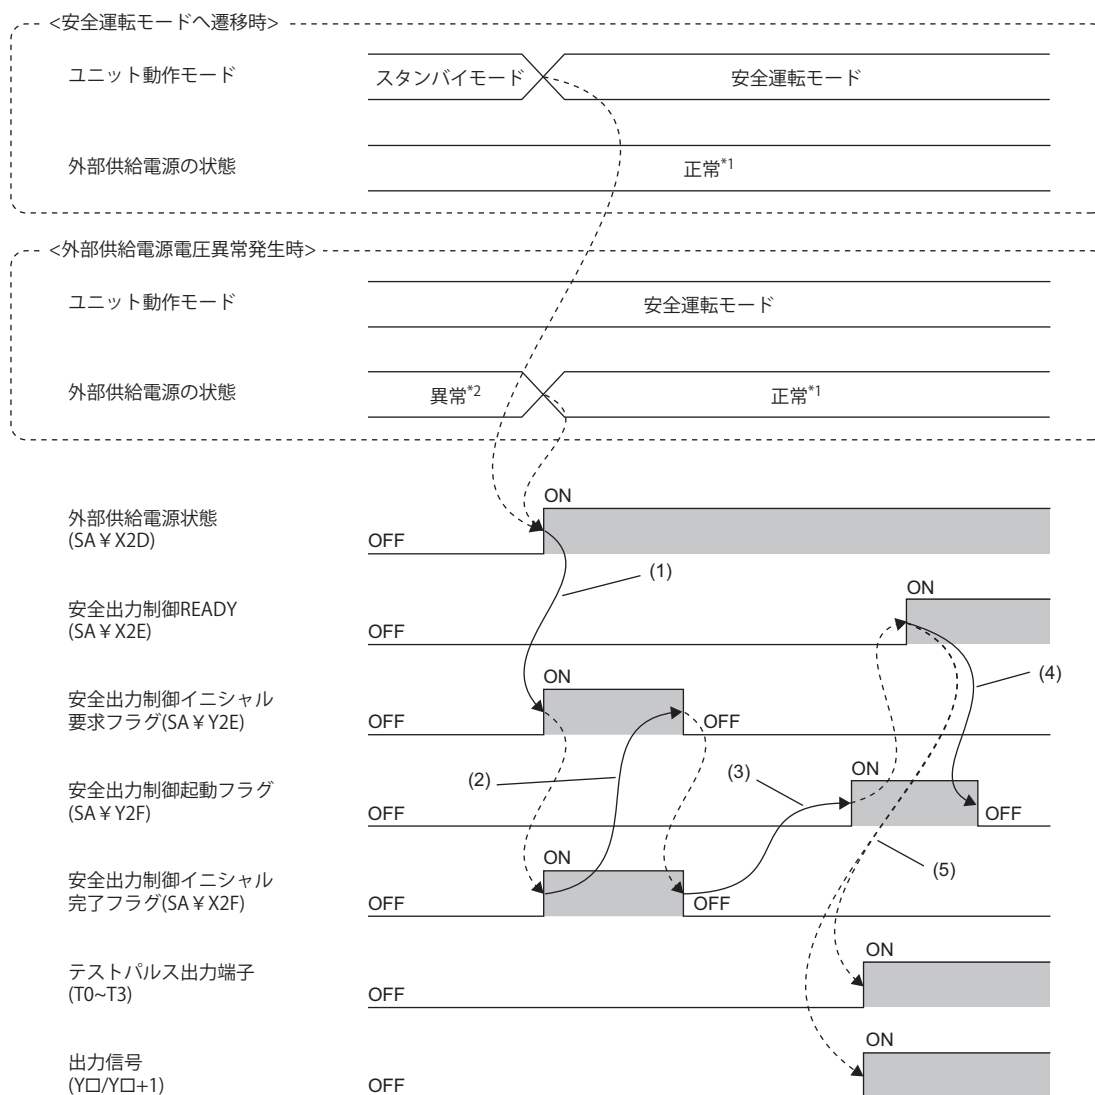 <安全運転モードへ遷移時>
ユニット動作モード
スタンバイモード
安全運転モード
外部供給電源の状態
正常*1
<外部供給電源電圧異常発生時>
ユニット動作モード
安全運転モード
外部供給電源の状態
異常*2
正常*1
外部供給電源状態
(SA￥X2D)
OFF
ON
(1)
安全出力制御READY
(SA￥X2E)
OFF
ON
(4)
安全出力制御イニシャル
要求フラグ(SA￥Y2E)
OFF
ON
OFF
(2)
(3)
安全出力制御起動フラグ
(SA￥Y2F)
OFF
ON
OFF
(5)
安全出力制御イニシャル
完了フラグ(SA￥X2F)
OFF
ON
OFF
テストパルス出力端子
(T0~T3)
OFF
ON
出力信号
(Y□/Y□+1)
OFF
ON